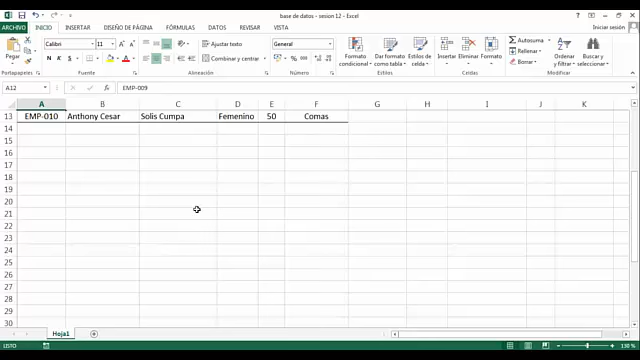 base de datos - sesion 12 - Excel
ARCHIVO INICIO INSERTAR DISEÑO DE PÁGINA FÓRMULAS DATOS REVISAR VISTA Iniciar sesión
Calibri 11 Ajustar texto General Autosuma
Rellenar
Borrar
Pegar N K S Combinar y centrar Formato condicional Dar formato como tabla Estilos de celda Insertar Eliminar Formato Ordenar y filtrar Buscar y seleccionar
Portapapeles Fuente Alineación Número Estilos Celdas Modificar
A12 EMP-009
A B C D E F G H I J K
13 EMP-010 Anthony Cesar Solis Cumpa Femenino 50 Comas
14
15
16
17
18
19
20
21
22
23
24
25
26
27
28
29
30
Hoja1
LISTO 130 %